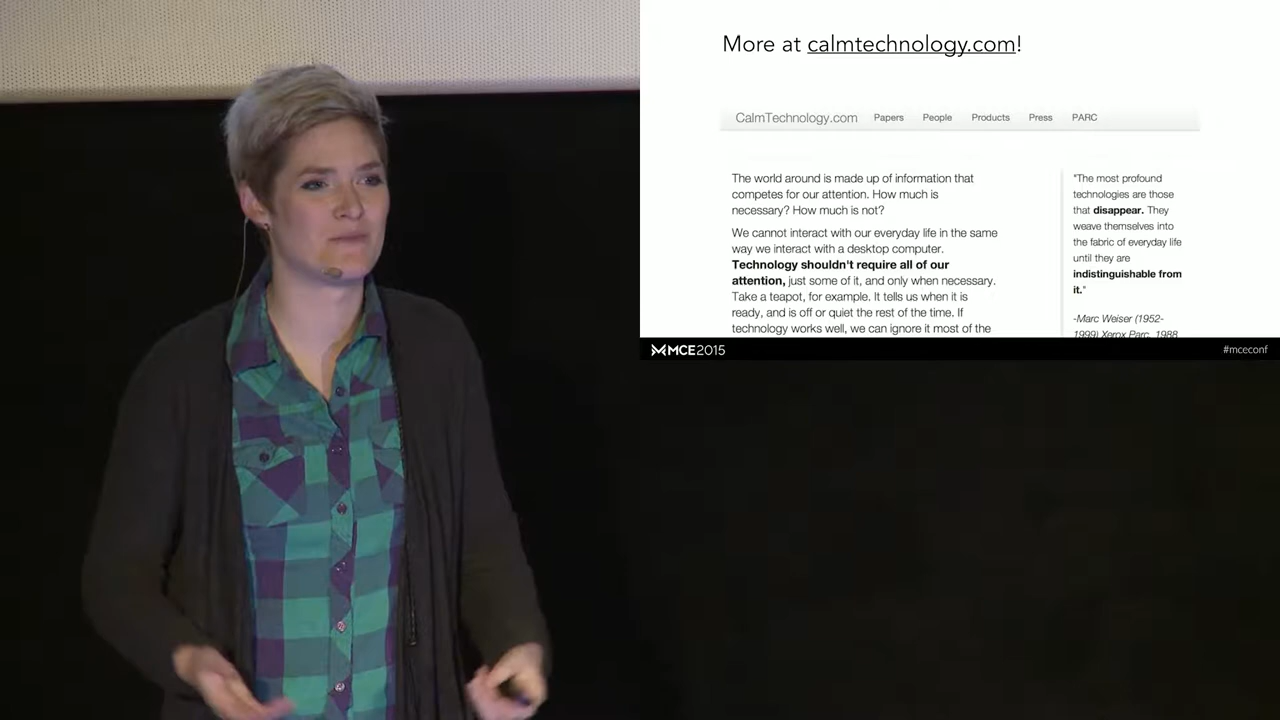 More at calmtechnology.com!
CalmTechnology.com Papers People Products Press PARC
The world around is made up of information that
competes for our attention. How much is
necessary? How much is not?
We cannot interact with our everyday life in the same
way we interact with a desktop computer.
Technology shouldn't require all of our
attention, just some of it, and only when necessary.
Take a teapot, for example. It tells us when it is
ready, and is off or quiet the rest of the time. If
technology works well, we can ignore it most of the
"The most profound
technologies are those
that disappear. They
weave themselves into
the fabric of everyday life
until they are
indistinguishable from
it."
-Marc Weiser (1952-
1999) Xerox Parc, 1988
MCE2015
#mceconf